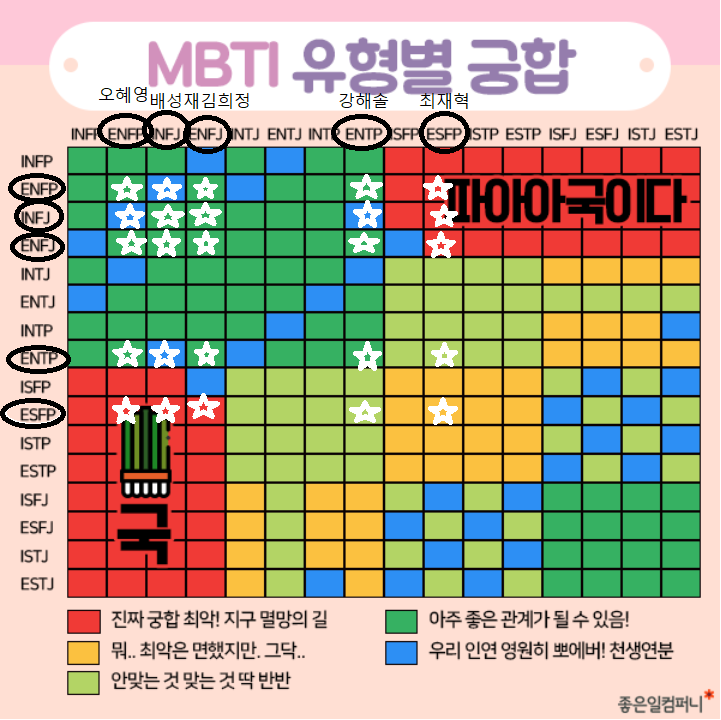 MBTI 유형별 궁합
오혜영 배성재 김희정 강해솔 최재혁
INFP ENFP INFJ ENFJ INTJ ENTJ INTP ENTP ISFP ESFP ISTP ESTP ISFJ ESFJ ISTJ ESTJ
INFP
ENFP
파아아국이다
INFJ
ENFJ
INTJ
ENTJ
INTP
ENTP
ISFP
ESFP
ISTP
ESTP
ISFJ
국
ESFJ
ISTJ
ESTJ
진짜 궁합 최악! 지구 멸망의 길
아주 좋은 관계가 될 수 있음!
뭐.. 최악은 면했지만. 그닥..
우리 인연 영원히 뽀에버! 천생연분
안맞는 것 맞는 것 딱 반반
좋은일컴퍼니